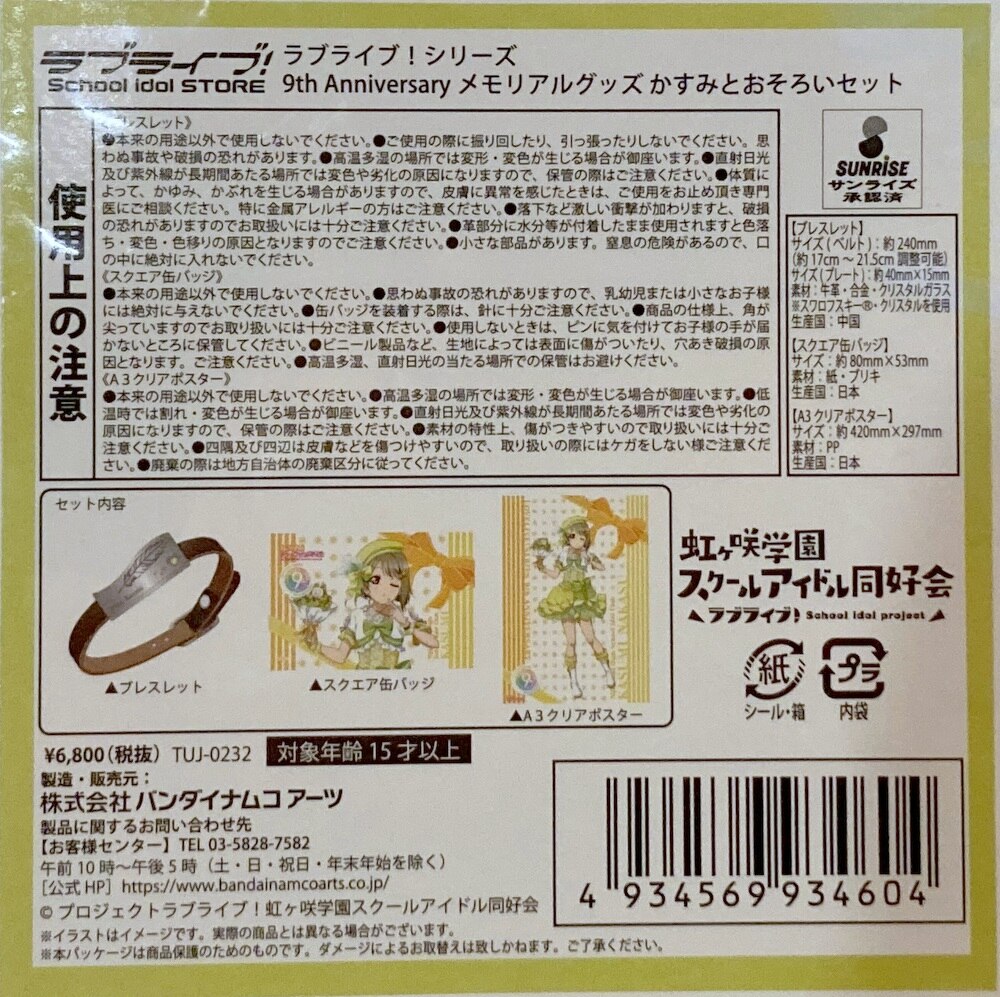 ラブライブ!
School idol STORE
ラブライブ!シリーズ
9th Anniversary メモリアルグッズ かすみとおそろいセット
使用上の注意
《ブレスレット》
●本来の用途以外で使用しないでください。●ご使用の際に振り回したり、引っ張ったりしないでください。思
わぬ事故や破損の恐れがあります。●高温多湿の場所では変形・変色が生じる場合が御座います。●直射日光
及び紫外線が長期間あたる場所では変色や劣化の原因になりますので、保管の際はご注意ください。●体質に
よって、かゆみ、かぶれを生じる場合がありますので、皮膚に異常を感じたときは、ご使用をお止め頂き専門
医にご相談ください。特に金属アレルギーの方はご注意ください。●落下など激しい衝撃が加わりますと、破損
の恐れがありますのでお取り扱いには十分ご注意ください。●革部分に水分等が付着したまま使用されますと色落
ち・変色・色移りの原因となりますのでご注意ください。●小さな部品があります。窒息の危険があるので、口
の中に絶対に入れないでください。
《スクエア缶バッジ》
●本来の用途以外で使用しないでください。●思わぬ事故の恐れがありますので、乳幼児または小さなお子様
には絶対に与えないでください。●缶バッジを装着する際は、針に十分ご注意ください。●商品の仕様上、角が
尖っていますのでお取り扱いには十分ご注意ください。●使用しないときは、ピンに気を付けてお子様の手が届
かないところに保管してください。●ビニール製品など、生地によっては表面に傷がついたり、穴あき破損の原
因となります。ご注意ください。●高温多湿、直射日光の当たる場所での保管はお避けください。
《A3クリアポスター》
●本来の用途以外で使用しないでください。●高温多湿の場所では変形・変色が生じる場合が御座います。●低
温時では割れ・変色が生じる場合が御座います。●直射日光及び紫外線が長期間あたる場所では変色や劣化の
原因になりますので、保管の際はご注意ください。●素材の特性上、傷がつきやすいので取り扱いには十分ご
注意ください。●四隅及び四辺は皮膚などを傷つけやすいので、取り扱いの際にはケガをしない様ご注意くだ
さい。●廃棄の際は地方自治体の廃棄区分に従ってください。
SUNRISE
サンライズ
承認済
【ブレスレット】
サイズ(ベルト):約240mm
(約17cm～21.5cm 調整可能)
サイズ(プレート):約40mm×15mm
素材:牛革・合金・クリスタルガラス
※スワロフスキー®・クリスタルを使用
生産国:中国
【スクエア缶バッジ】
サイズ:約80mm×53mm
素材:紙・ブリキ
生産国:日本
【A3クリアポスター】
サイズ:約420mm×297mm
素材:PP
生産国:日本
セット内容
▲ブレスレット
▲スクエア缶バッジ
▲A3クリアポスター
虹ヶ咲学園
スクールアイドル同好会
ラブライブ! School idol project
紙
シール・箱
プラ
内袋
¥6,800(税抜) TUJ-0232 対象年齢15才以上
製造・販売元:
株式会社バンダイナムコアーツ
製品に関するお問い合わせ先
【お客様センター】TEL 03-5828-7582
午前10時～午後5時(土・日・祝日・年末年始を除く)
[公式HP]https://www.bandainamcoarts.co.jp/
© プロジェクトラブライブ!虹ヶ咲学園スクールアイドル同好会
※イラストはイメージです。実際の商品とは異なる場合がございます。
※本パッケージは商品保護のためのものです。ダメージによるお取替えは致しかねます。ご了承ください。
4 934569 934604